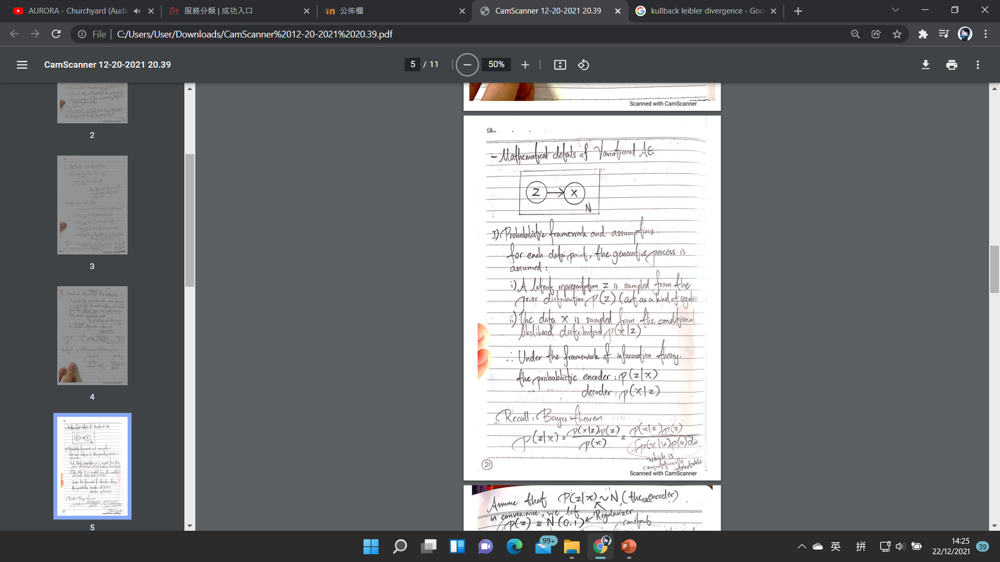 AURORA - Churchyard (Audi
服務分類 | 成功入口
公佈欄
CamScanner 12-20-2021 20.39
kullback leibler divergence - Goo
File
C:/Users/User/Downloads/CamScanner%2012-20-2021%2020.39.pdf
CamScanner 12-20-2021 20.39
5 / 11
50%
2
3
4
5
Scanned with CamScanner
Date
- Mathematical details of Variational AE
Z → X
N
I) Probabilistic framework and assumptions
for each data point, the generative process is
assumed :
i) A latent representation z is sampled from the
prior distribution p(z) (act as a kind of regular
ii) The data x is sampled from the conditional
likelihood distribution p(x|z)
∴ Under the framework of information theory.
the probabilistic encoder : p(z|x)
decoder : p(x|z)
Recall : Bayes theorem
p(z|x) = p(x|z)p(z) / p(x) = p(x|z)p(z) / ∫p(x|u)p(u)du
which is
computationally
intractable
21
Scanned with CamScanner
Assume that p(z|x) ~ N, (the encoder).
in convenience, we let
p(z) ≡ N(0,1) ← Regularizer
99+
英
拼
14:25
22/12/2021
39